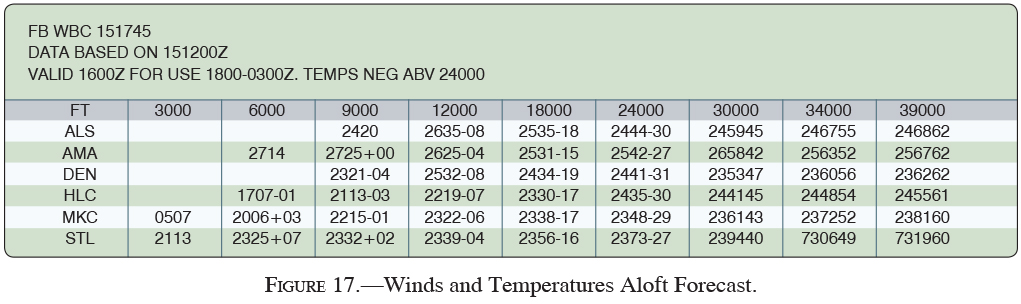 FB WBC 151745
DATA BASED ON 151200Z
VALID 1600Z FOR USE 1800-0300Z. TEMPS NEG ABV 24000
FT 3000 6000 9000 12000 18000 24000 30000 34000 39000
ALS 2420 2635-08 2535-18 2444-30 245945 246755 246862
AMA 2714 2725+00 2625-04 2531-15 2542-27 265842 256352 256762
DEN 2321-04 2532-08 2434-19 2441-31 235347 236056 236262
HLC 1707-01 2113-03 2219-07 2330-17 2435-30 244145 244854 245561
MKC 0507 2006+03 2215-01 2322-06 2338-17 2348-29 236143 237252 238160
STL 2113 2325+07 2332+02 2339-04 2356-16 2373-27 239440 730649 731960
FIGURE 17.—Winds and Temperatures Aloft Forecast.